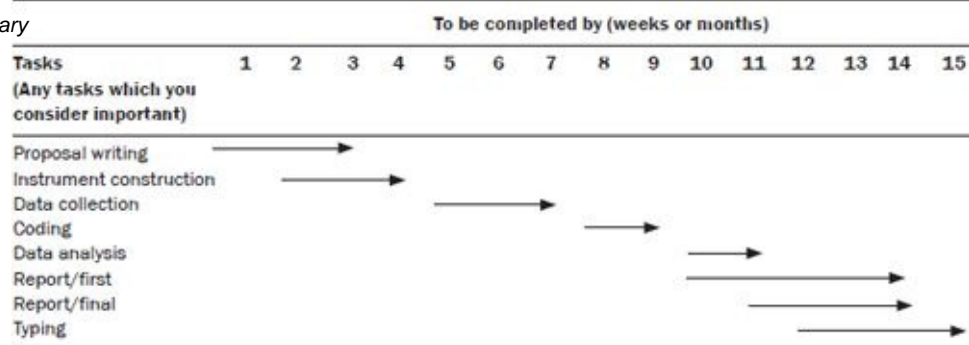 ary
To be completed by (weeks or months)
Tasks 1 2 3 4 5 6 7 8 9 10 11 12 13 14 15
(Any tasks which you
consider important)
Proposal writing
Instrument construction
Data collection
Coding
Data analysis
Report/first
Report/final
Typing